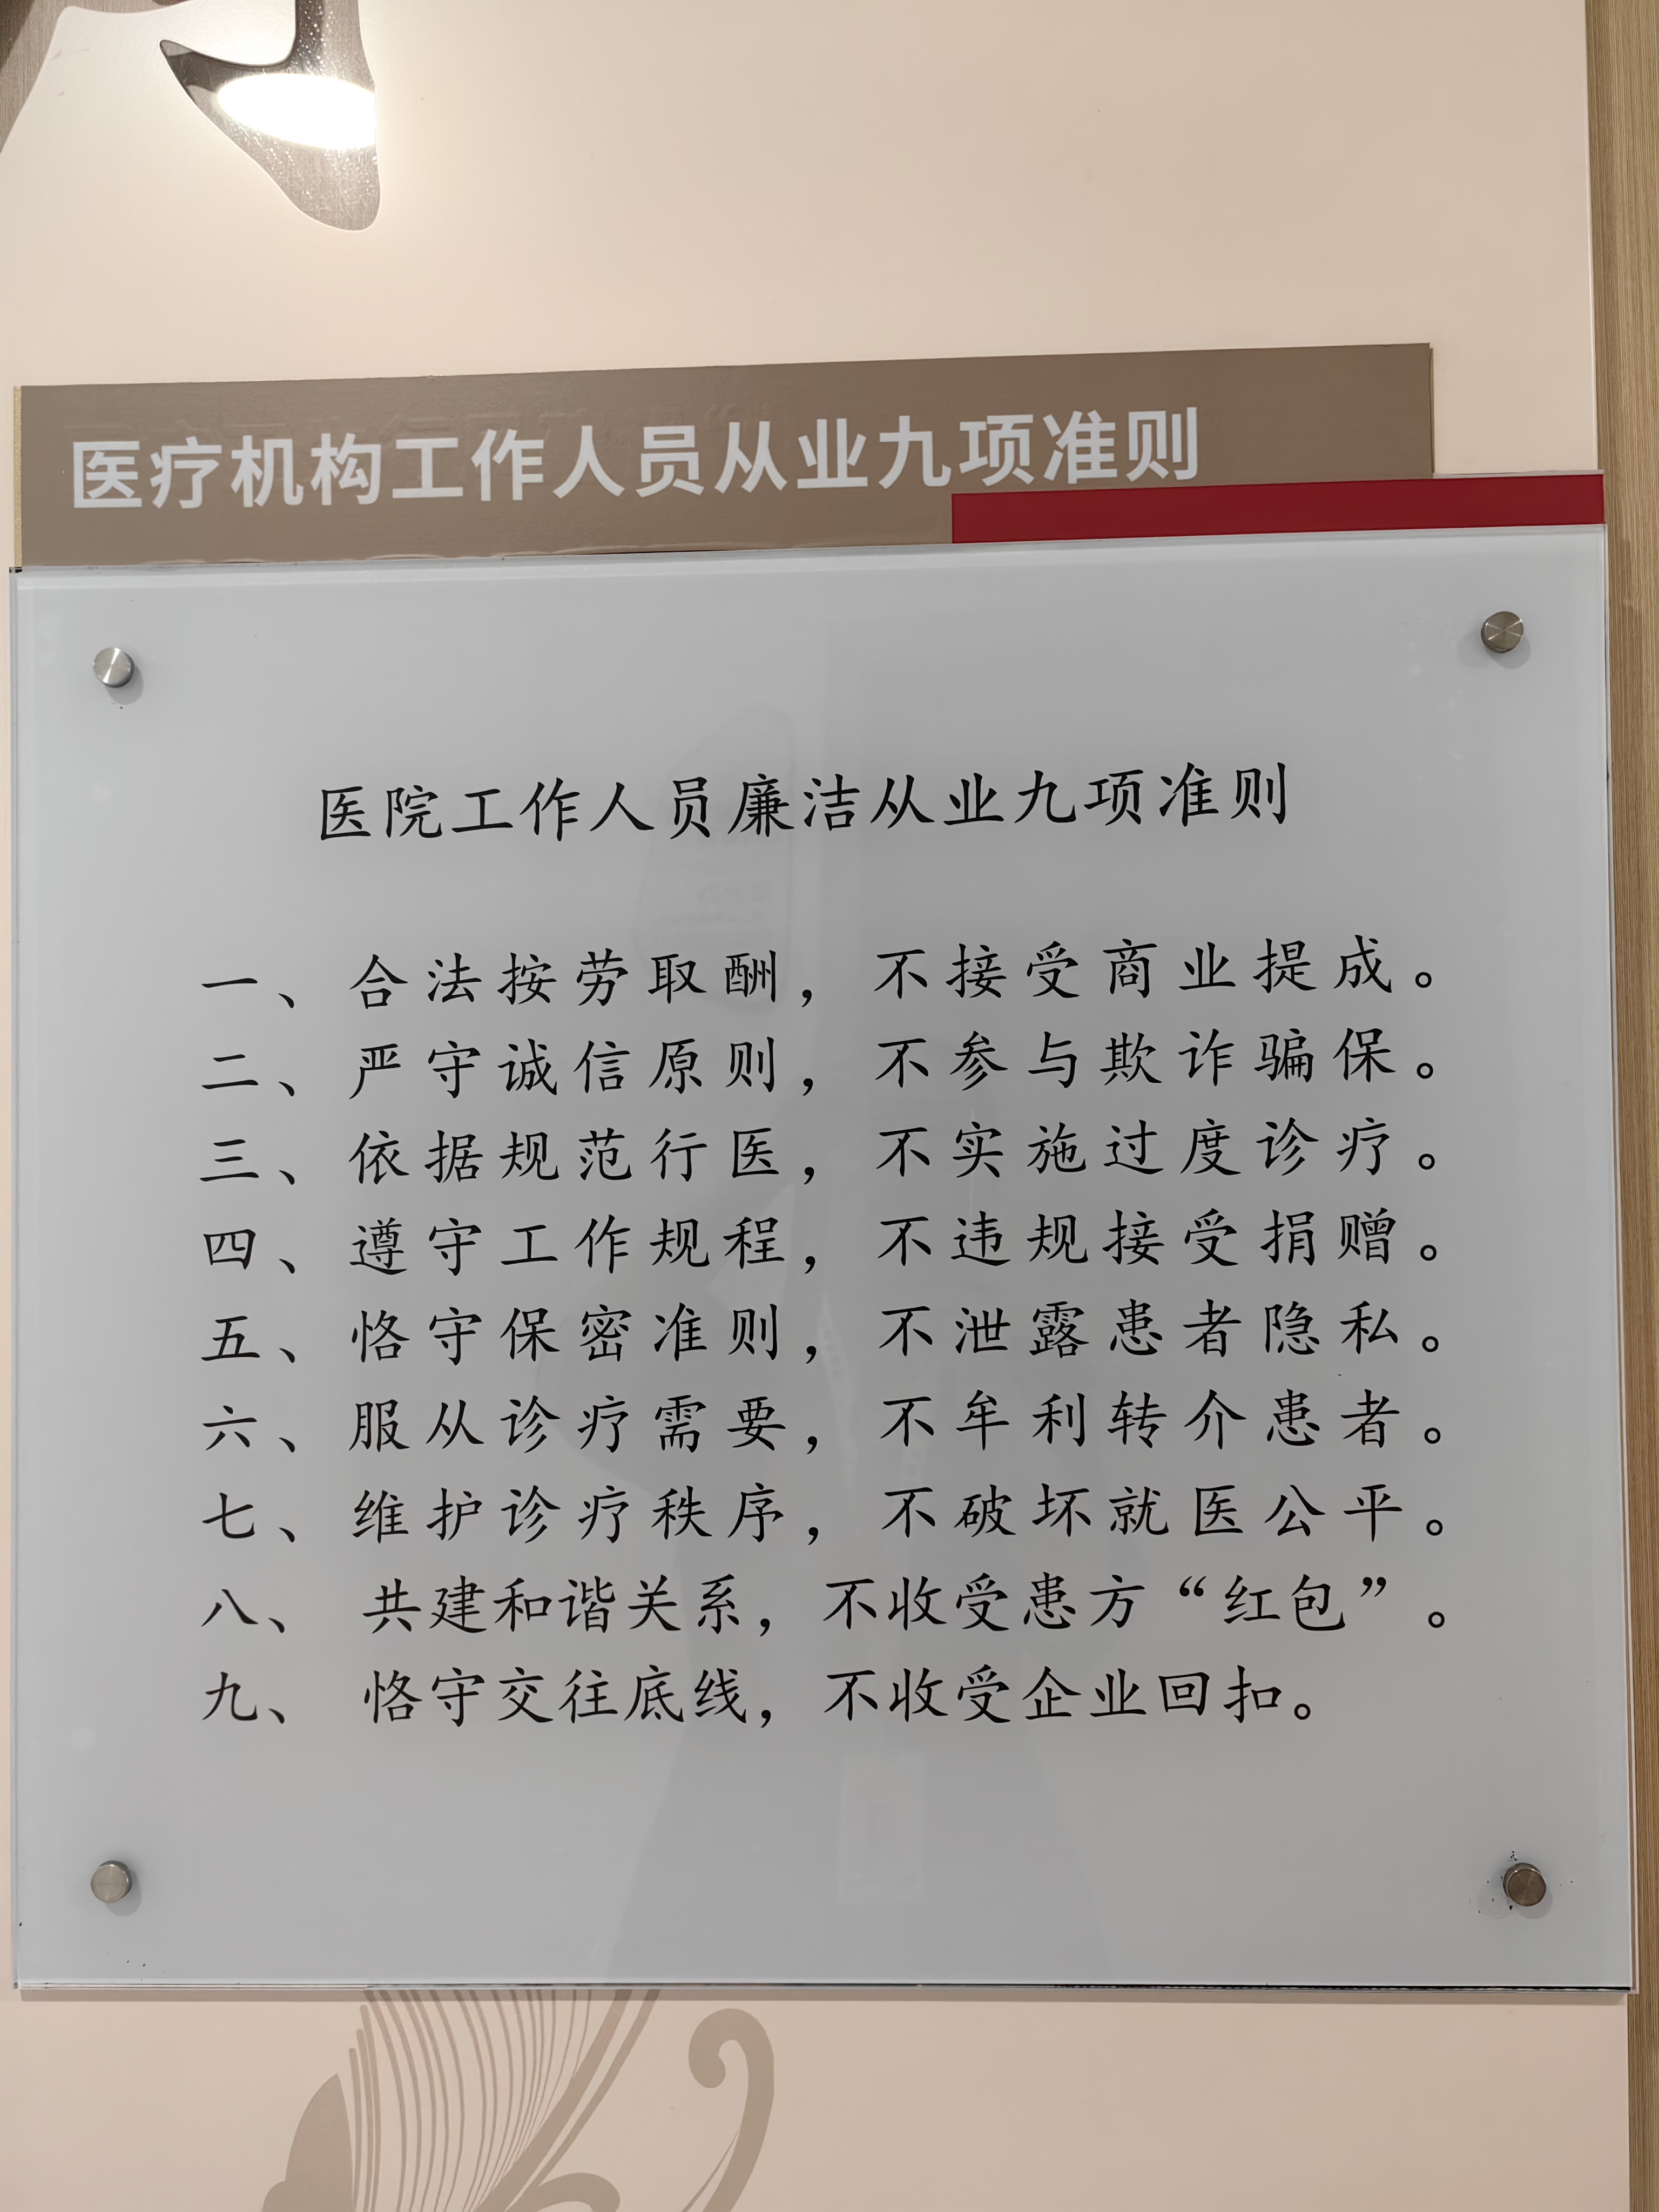 医疗机构工作人员从业九项准则
医院工作人员廉洁从业九项准则
一、合法按劳取酬，不接受商业提成。
二、严守诚信原则，不参与欺诈骗保。
三、依据规范行医，不实施过度诊疗。
四、遵守工作规程，不违规接受捐赠。
五、恪守保密准则，不泄露患者隐私。
六、服从诊疗需要，不牟利转介患者。
七、维护诊疗秩序，不破坏就医公平。
八、 共建和谐关系，不收受患方“红包”。
九、 恪守交往底线，不收受企业回扣。